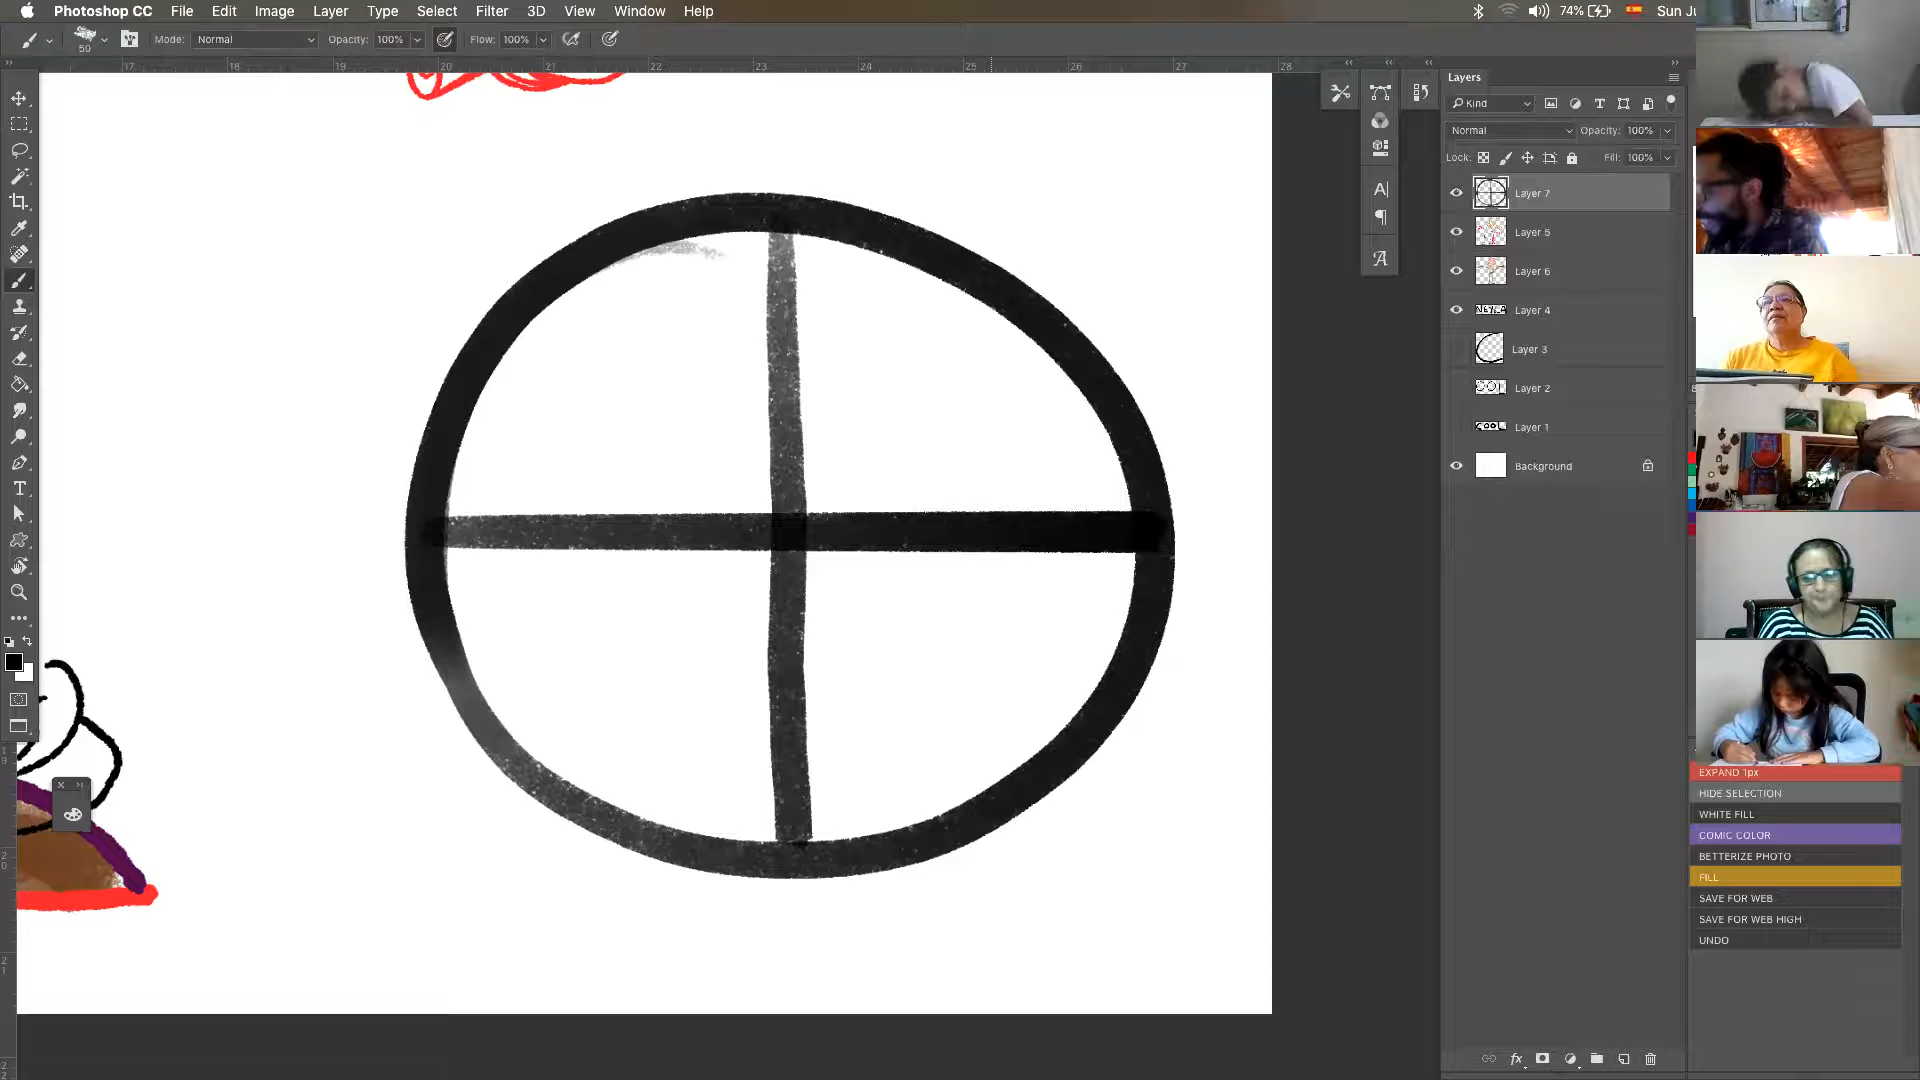 Photoshop CC File Edit Image Layer Type Select Filter 3D View Window Help 74% Sun Ju
50 Mode: Normal Opacity: 100% Flow: 100%
17 18 19 20 21 22 23 24 25 26 27 28
Layers
Kind
Normal Opacity: 100%
Lock: Fill: 100%
Layer 7
Layer 5
Layer 6
Layer 4
Layer 3
Layer 2
Layer 1
Background
EXPAND 1px
HIDE SELECTION
WHITE FILL
COMIC COLOR
BETTERIZE PHOTO
FILL
SAVE FOR WEB
SAVE FOR WEB HIGH
UNDO